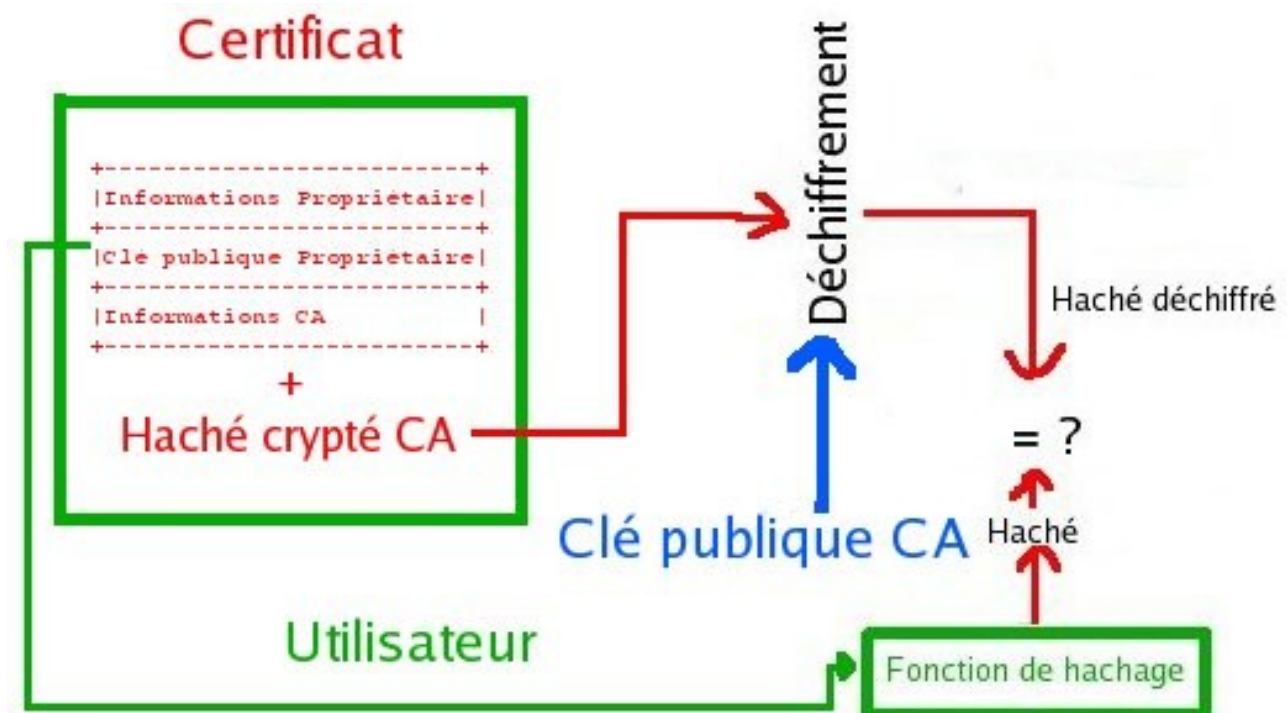 Certificat
+--------------------------+
|Informations Propriétaire|
+--------------------------+
|Clé publique Propriétaire|
+--------------------------+
|Informations CA |
+--------------------------+
+
Haché crypté CA
Déchiffrement
Haché déchiffré
= ?
Clé publique CA
Haché
Utilisateur
Fonction de hachage